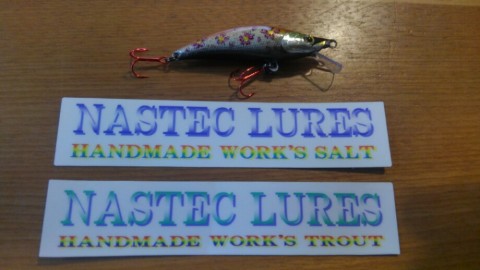 NASTEC LURES
HANDMADE WORK'S SALT
NASTEC LURES
HANDMADE WORK'S TROUT